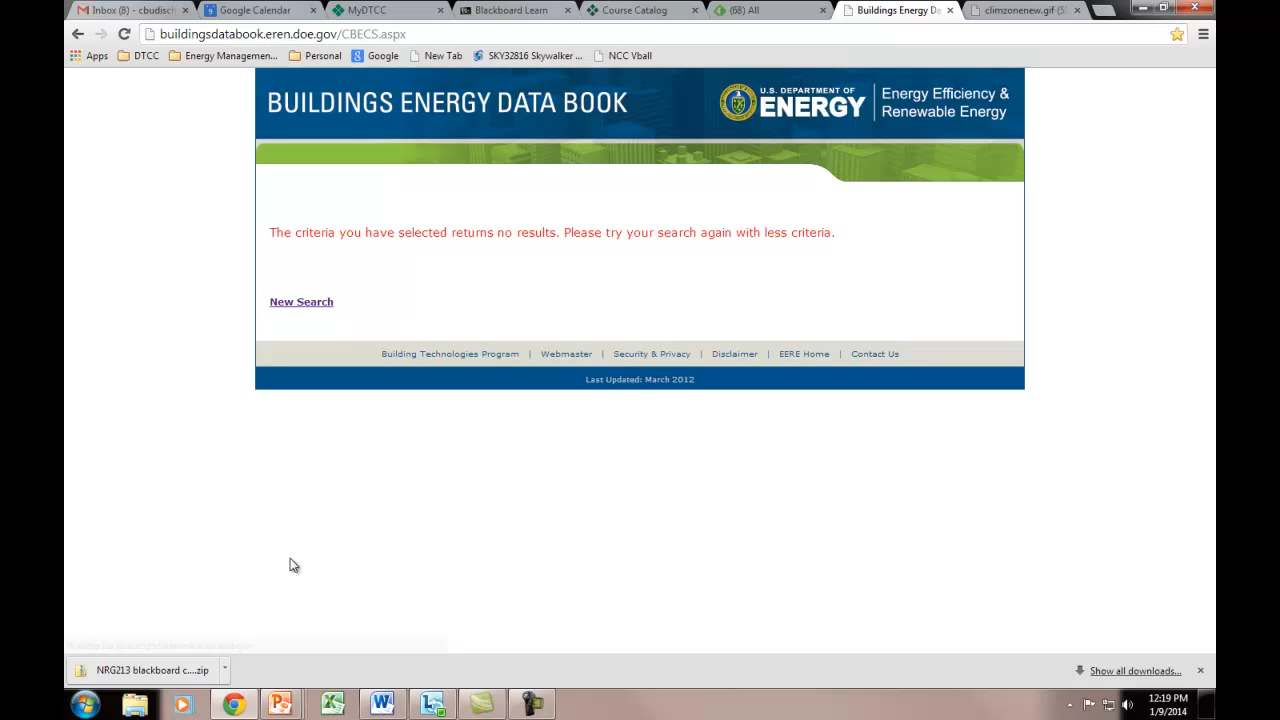 Inbox (8) - cbudisch
Google Calendar
MyDTCC
Blackboard Learn
Course Catalog
(68) All
Buildings Energy Da
climzonenew.gif (5
buildingsdatabook.eren.doe.gov/CBECS.aspx
Apps
DTCC
Energy Managemen...
Personal
Google
New Tab
SKY32816 Skywalker ...
NCC Vball
BUILDINGS ENERGY DATA BOOK
U.S. DEPARTMENT OF
ENERGY
Energy Efficiency &
Renewable Energy
The criteria you have selected returns no results. Please try your search again with less criteria.
New Search
Building Technologies Program | Webmaster | Security & Privacy | Disclaimer | EERE Home | Contact Us
Last Updated: March 2012
NRG213 blackboard c....zip
Show all downloads...
12:19 PM
1/9/2014